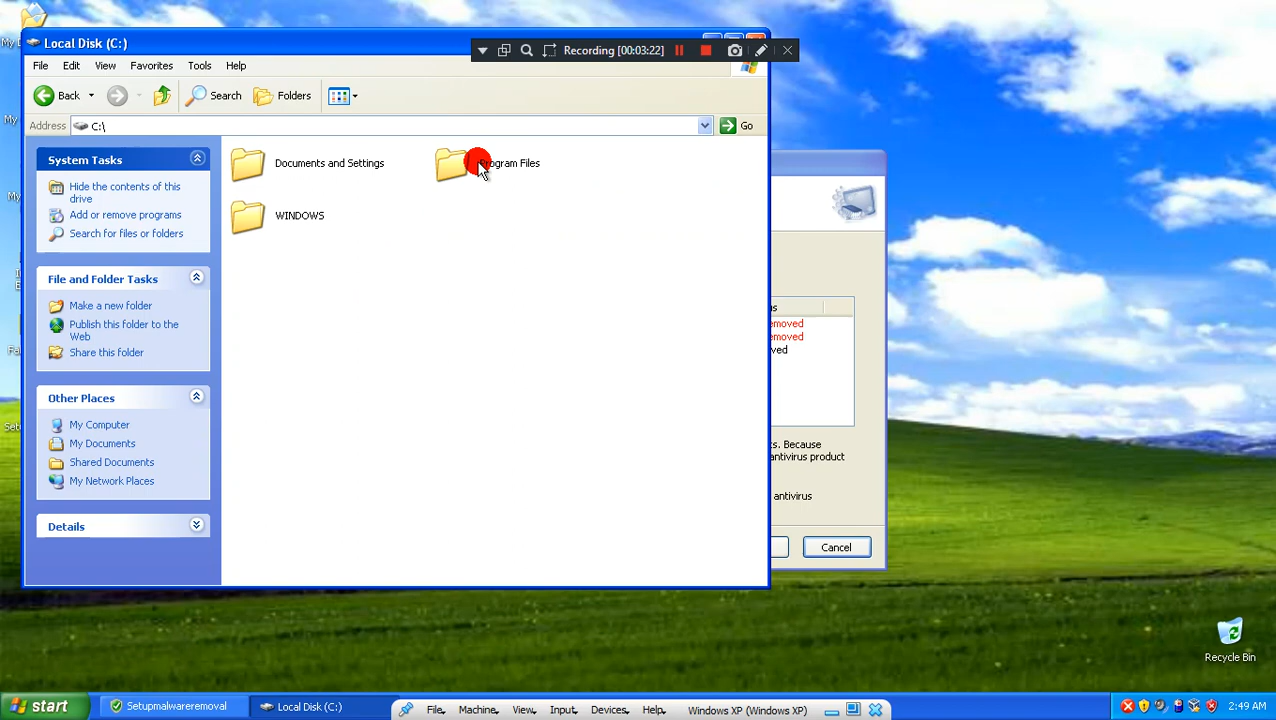 Local Disk (C:)
Recording [00:03:22]
File Edit View Favorites Tools Help
Back Search Folders
Address C:\ Go
System Tasks
Hide the contents of this
drive
Add or remove programs
Search for files or folders
File and Folder Tasks
Make a new folder
Publish this folder to the
Web
Share this folder
Other Places
My Computer
My Documents
Shared Documents
My Network Places
Details
Documents and Settings
Program Files
WINDOWS
ts. Because
antivirus product
antivirus
Cancel
Recycle Bin
start Setupmalwareremoval Local Disk (C:) File Machine View Input Devices Help Windows XP (Windows XP) 2:49 AM